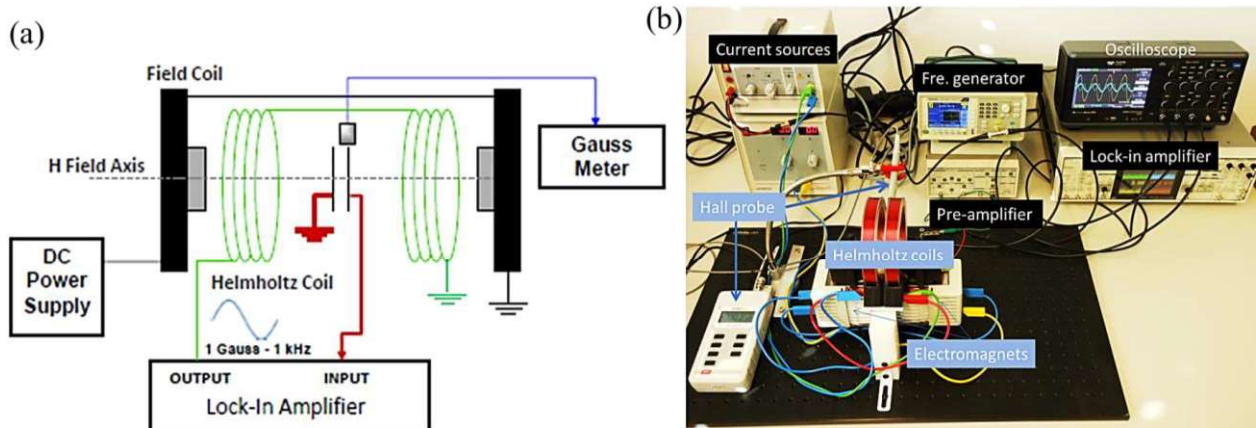 (a)
Field Coil
H Field Axis
Gauss
Meter
DC
Power
Supply
Helmholtz Coil
1 Gauss - 1 kHz
OUTPUT
INPUT
Lock-In Amplifier
(b)
Current sources
Fre. generator
Oscilloscope
Lock-in amplifier
Hall probe
Pre-amplifier
Helmholtz coils
Electromagnets